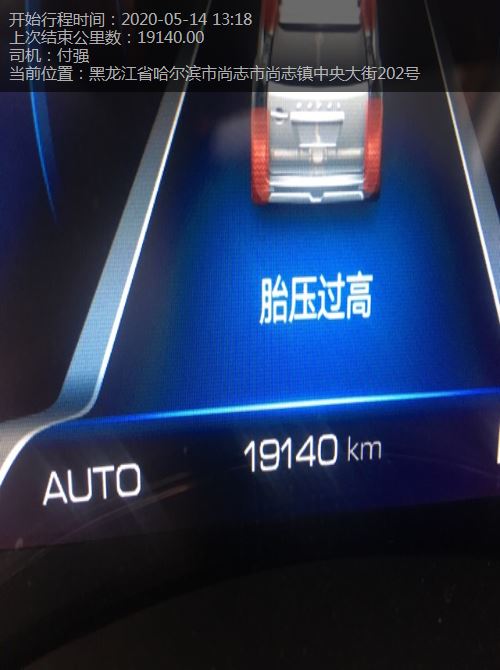 开始行程时间：2020-05-14 13:18
上次结束公里数：19140.00
司机：付强
当前位置：黑龙江省哈尔滨市尚志市尚志镇中央大街202号
胎压过高
19140 km
AUTO